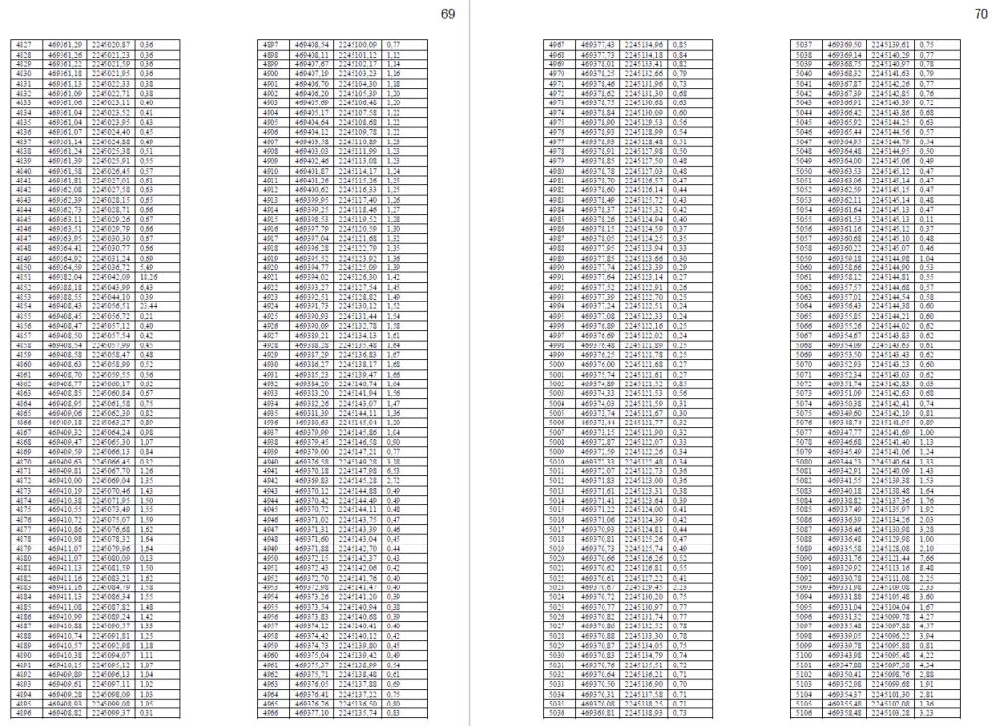 69
4827 469361,29 2245020,87 0,36
4828 469361,26 2245021,23 0,36
4829 469361,22 2245021,59 0,36
4830 469361,18 2245021,95 0,36
4831 469361,13 2245022,33 0,38
4832 469361,09 2245022,71 0,38
4833 469361,06 2245023,11 0,40
4834 469361,04 2245023,52 0,41
4835 469361,04 2245023,95 0,43
4836 469361,07 2245024,40 0,45
4837 469361,14 2245024,88 0,49
4838 469361,24 2245025,38 0,51
4839 469361,39 2245025,91 0,55
4840 469361,58 2245026,45 0,57
4841 469361,81 2245027,01 0,61
4842 469362,08 2245027,58 0,63
4843 469362,39 2245028,15 0,65
4844 469362,73 2245028,71 0,66
4845 469363,11 2245029,26 0,67
4846 469363,51 2245029,79 0,66
4847 469363,95 2245030,30 0,67
4848 469364,41 2245030,77 0,66
4849 469364,92 2245031,24 0,69
4850 469364,59 2245036,72 5,49
4851 469382,04 2245042,09 18,26
4852 469388,18 2245043,99 6,43
4853 469388,55 2245044,10 0,39
4854 469408,43 2245056,51 23,44
4855 469408,45 2245056,72 0,21
4856 469408,47 2245057,12 0,40
4857 469408,50 2245057,54 0,42
4858 469408,54 2245057,99 0,45
4859 469408,58 2245058,47 0,48
4860 469408,63 2245058,99 0,52
4861 469408,70 2245059,55 0,56
4862 469408,77 2245060,17 0,62
4863 469408,85 2245060,84 0,67
4864 469408,95 2245061,58 0,75
4865 469409,06 2245062,39 0,82
4866 469409,18 2245063,27 0,89
4867 469409,32 2245064,24 0,98
4868 469409,47 2245065,30 1,07
4869 469409,59 2245066,13 0,84
4870 469409,63 2245066,45 0,32
4871 469409,81 2245067,70 1,26
4872 469410,00 2245069,04 1,35
4873 469410,19 2245070,46 1,43
4874 469410,38 2245071,95 1,50
4875 469410,55 2245073,49 1,55
4876 469410,72 2245075,07 1,59
4877 469410,86 2245076,68 1,62
4878 469410,98 2245078,32 1,64
4879 469411,07 2245079,96 1,64
4880 469411,07 2245080,09 0,13
4881 469411,13 2245081,59 1,50
4882 469411,16 2245083,21 1,62
4883 469411,16 2245084,79 1,58
4884 469411,13 2245086,34 1,55
4885 469411,08 2245087,82 1,48
4886 469410,99 2245089,24 1,42
4887 469410,88 2245090,57 1,33
4888 469410,74 2245091,81 1,25
4889 469410,57 2245092,98 1,18
4890 469410,38 2245094,07 1,11
4891 469410,15 2245095,12 1,07
4892 469409,89 2245096,13 1,04
4893 469409,61 2245097,11 1,02
4894 469409,28 2245098,09 1,03
4895 469408,93 2245099,08 1,05
4896 469408,82 2245099,37 0,31
4897 469408,54 2245100,09 0,77
4898 469408,11 2245101,12 1,12
4899 469407,67 2245102,17 1,14
4900 469407,19 2245103,23 1,16
4901 469406,70 2245104,30 1,18
4902 469406,20 2245105,39 1,20
4903 469405,69 2245106,48 1,20
4904 469405,17 2245107,58 1,22
4905 469404,64 2245108,68 1,22
4906 469404,12 2245109,78 1,22
4907 469403,58 2245110,89 1,23
4908 469403,03 2245111,99 1,23
4909 469402,46 2245113,08 1,23
4910 469401,87 2245114,17 1,24
4911 469401,26 2245115,26 1,25
4912 469400,62 2245116,33 1,25
4913 469399,95 2245117,40 1,26
4914 469399,25 2245118,46 1,27
4915 469398,53 2245119,52 1,28
4916 469397,79 2245120,59 1,30
4917 469397,04 2245121,68 1,32
4918 469396,28 2245122,79 1,35
4919 469395,52 2245123,92 1,36
4920 469394,77 2245125,09 1,39
4921 469394,02 2245126,30 1,42
4922 469393,27 2245127,54 1,45
4923 469392,51 2245128,82 1,49
4924 469391,73 2245130,12 1,52
4925 469390,93 2245131,44 1,54
4926 469390,09 2245132,78 1,58
4927 469389,21 2245134,13 1,61
4928 469388,28 2245135,48 1,64
4929 469387,29 2245136,83 1,67
4930 469386,27 2245138,17 1,68
4931 469385,23 2245139,47 1,66
4932 469384,20 2245140,74 1,64
4933 469383,20 2245141,94 1,56
4934 469382,26 2245143,07 1,47
4935 469381,39 2245144,11 1,36
4936 469380,63 2245145,04 1,20
4937 469379,99 2245145,86 1,04
4938 469379,45 2245146,58 0,90
4939 469379,00 2245147,21 0,77
4940 469376,58 2245149,28 3,18
4941 469370,18 2245147,98 6,53
4942 469369,83 2245145,28 2,72
4943 469370,12 2245144,88 0,49
4944 469370,42 2245144,49 0,49
4945 469370,72 2245144,11 0,48
4946 469371,02 2245143,75 0,47
4947 469371,31 2245143,39 0,46
4948 469371,60 2245143,04 0,45
4949 469371,88 2245142,70 0,44
4950 469372,15 2245142,37 0,43
4951 469372,43 2245142,06 0,42
4952 469372,70 2245141,76 0,40
4953 469372,98 2245141,47 0,40
4954 469373,26 2245141,20 0,39
4955 469373,54 2245140,94 0,38
4956 469373,83 2245140,68 0,39
4957 469374,12 2245140,41 0,40
4958 469374,42 2245140,12 0,42
4959 469374,73 2245139,80 0,45
4960 469375,04 2245139,42 0,49
4961 469375,37 2245138,99 0,54
4962 469375,71 2245138,48 0,61
4963 469376,05 2245137,88 0,69
4964 469376,41 2245137,22 0,75
4965 469376,76 2245136,50 0,80
4966 469377,10 2245135,74 0,83
70
4967 469377,43 2245134,96 0,85
4968 469377,73 2245134,18 0,84
4969 469378,01 2245133,41 0,82
4970 469378,25 2245132,66 0,79
4971 469378,46 2245131,96 0,73
4972 469378,62 2245131,30 0,68
4973 469378,75 2245130,68 0,63
4974 469378,84 2245130,09 0,60
4975 469378,90 2245129,53 0,56
4976 469378,93 2245128,99 0,54
4977 469378,93 2245128,48 0,51
4978 469378,91 2245127,98 0,50
4979 469378,85 2245127,50 0,48
4980 469378,78 2245127,03 0,48
4981 469378,70 2245126,57 0,47
4982 469378,60 2245126,14 0,44
4983 469378,49 2245125,72 0,43
4984 469378,37 2245125,32 0,42
4985 469378,26 2245124,94 0,40
4986 469378,15 2245124,59 0,37
4987 469378,05 2245124,25 0,35
4988 469377,95 2245123,94 0,33
4989 469377,85 2245123,66 0,30
4990 469377,74 2245123,39 0,29
4991 469377,64 2245123,14 0,27
4992 469377,52 2245122,91 0,26
4993 469377,39 2245122,70 0,25
4994 469377,24 2245122,51 0,24
4995 469377,08 2245122,33 0,24
4996 469376,89 2245122,16 0,25
4997 469376,69 2245122,02 0,24
4998 469376,48 2245121,89 0,25
4999 469376,25 2245121,78 0,25
5000 469376,00 2245121,68 0,27
5001 469375,74 2245121,61 0,27
5002 469374,89 2245121,52 0,85
5003 469374,33 2245121,53 0,56
5004 469374,03 2245121,59 0,31
5005 469373,74 2245121,67 0,30
5006 469373,44 2245121,77 0,32
5007 469373,15 2245121,90 0,32
5008 469372,87 2245122,07 0,33
5009 469372,59 2245122,26 0,34
5010 469372,33 2245122,48 0,34
5011 469372,07 2245122,73 0,36
5012 469371,83 2245123,00 0,36
5013 469371,61 2245123,31 0,38
5014 469371,41 2245123,64 0,39
5015 469371,22 2245124,00 0,41
5016 469371,06 2245124,39 0,42
5017 469370,93 2245124,81 0,44
5018 469370,81 2245125,26 0,47
5019 469370,73 2245125,74 0,49
5020 469370,66 2245126,26 0,52
5021 469370,62 2245126,81 0,55
5022 469370,61 2245127,22 0,41
5023 469370,67 2245129,45 2,23
5024 469370,72 2245130,20 0,75
5025 469370,77 2245130,97 0,77
5026 469370,82 2245131,74 0,77
5027 469370,86 2245132,52 0,78
5028 469370,88 2245133,30 0,78
5029 469370,87 2245134,05 0,75
5030 469370,83 2245134,79 0,74
5031 469370,76 2245135,51 0,72
5032 469370,64 2245136,21 0,71
5033 469370,50 2245136,90 0,70
5034 469370,31 2245137,58 0,71
5035 469370,08 2245138,25 0,71
5036 469369,81 2245138,93 0,73
5037 469369,50 2245139,61 0,75
5038 469369,14 2245140,29 0,77
5039 469368,75 2245140,97 0,78
5040 469368,32 2245141,63 0,79
5041 469367,87 2245142,26 0,77
5042 469367,39 2245142,85 0,76
5043 469366,91 2245143,39 0,72
5044 469366,42 2245143,86 0,68
5045 469365,92 2245144,25 0,63
5046 469365,44 2245144,56 0,57
5047 469364,95 2245144,79 0,54
5048 469364,48 2245144,95 0,50
5049 469364,00 2245145,06 0,49
5050 469363,53 2245145,12 0,47
5051 469363,06 2245145,14 0,47
5052 469362,59 2245145,15 0,47
5053 469362,11 2245145,14 0,48
5054 469361,64 2245145,13 0,47
5055 469361,53 2245145,13 0,11
5056 469361,16 2245145,12 0,37
5057 469360,68 2245145,10 0,48
5058 469360,22 2245145,07 0,46
5059 469359,18 2245144,98 1,04
5060 469358,66 2245144,90 0,53
5061 469358,12 2245144,81 0,55
5062 469357,57 2245144,68 0,57
5063 469357,01 2245144,54 0,58
5064 469356,43 2245144,38 0,60
5065 469355,85 2245144,21 0,60
5066 469355,26 2245144,02 0,62
5067 469354,67 2245143,83 0,62
5068 469354,09 2245143,63 0,61
5069 469353,50 2245143,43 0,62
5070 469352,93 2245143,23 0,60
5071 469352,34 2245143,03 0,62
5072 469351,74 2245142,83 0,63
5073 469351,09 2245142,63 0,68
5074 469350,38 2245142,41 0,74
5075 469349,60 2245142,19 0,81
5076 469348,74 2245141,95 0,89
5077 469347,77 2245141,69 1,00
5078 469346,68 2245141,40 1,13
5079 469345,49 2245141,06 1,24
5080 469344,23 2245140,64 1,33
5081 469342,91 2245140,09 1,43
5082 469341,55 2245139,38 1,53
5083 469340,18 2245138,48 1,64
5084 469338,82 2245137,36 1,76
5085 469337,49 2245135,97 1,92
5086 469336,39 2245134,26 2,03
5087 469336,46 2245130,98 3,28
5088 469336,48 2245129,98 1,00
5089 469335,58 2245128,08 2,10
5090 469331,76 2245121,44 7,66
5091 469329,92 2245113,16 8,48
5092 469330,78 2245111,08 2,25
5093 469331,98 2245109,08 2,33
5094 469331,88 2245105,48 3,60
5095 469331,04 2245104,04 1,67
5096 469331,32 2245099,78 4,27
5097 469335,48 2245097,88 4,57
5098 469339,05 2245096,22 3,94
5099 469339,78 2245095,88 0,81
5100 469343,98 2245095,48 4,22
5101 469347,88 2245097,38 4,34
5102 469350,41 2245098,76 2,88
5103 469352,08 2245099,68 1,91
5104 469354,37 2245101,30 2,81
5105 469355,48 2245102,08 1,36
5106 469358,48 2245103,28 3,23